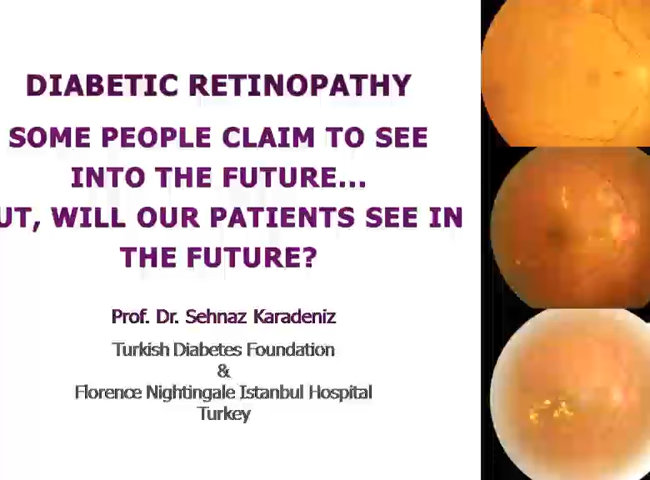 DIABETIC RETINOPATHY
SOME PEOPLE CLAIM TO SEE
INTO THE FUTURE...
UT, WILL OUR PATIENTS SEE IN
THE FUTURE?
Prof. Dr. Sehnaz Karadeniz
Turkish Diabetes Foundation
&
Florence Nightingale Istanbul Hospital
Turkey